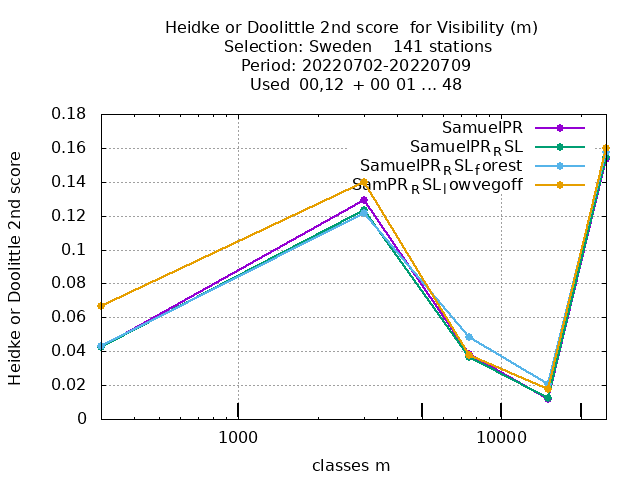 Heidke or Doolittle 2nd score  for Visibility (m)
Selection: Sweden    141 stations
Period: 20220702-20220709
Used  00,12  + 00 01 ... 48
Heidke or Doolittle 2nd score
0.18
0.16
0.14
0.12
0.1
0.08
0.06
0.04
0.02
0
SamuelPR
SamuelPR_RSL
SamuelPR_RSL_forest
SamPR_RSL_lowvegoff
1000
10000
classes m